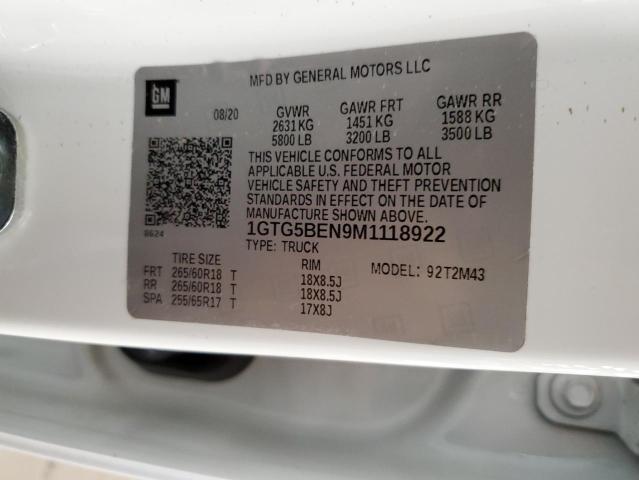 MFD BY GENERAL MOTORS LLC
GM
08/20 GVWR GAWR FRT GAWR RR
2631 KG 1451 KG 1588 KG
5800 LB 3200 LB 3500 LB
THIS VEHICLE CONFORMS TO ALL
APPLICABLE U.S. FEDERAL MOTOR
VEHICLE SAFETY AND THEFT PREVENTION
STANDARDS IN EFFECT ON THE DATE OF
MANUFACTURE SHOWN ABOVE.
8624
1GTG5BEN9M1118922
TYPE: TRUCK
TIRE SIZE RIM MODEL: 92T2M43
FRT 265/60R18 T 18X8.5J
RR 265/60R18 T 18X8.5J
SPA 255/65R17 T 17X8J